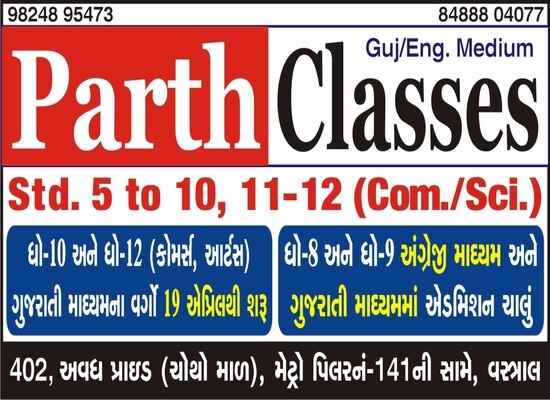 98248 95473 84888 04077
Guj/Eng. Medium
Parth Classes
Std. 5 to 10, 11-12 (Com./Sci.)
ધો-10 અને ધો-12 (કોમર્સ, આર્ટસ)
ગુજરાતી માધ્યમના વર્ગો 19 એપ્રિલથી શરૂ
ધો-8 અને ધો-9 અંગ્રેજી માધ્યમ અને
ગુજરાતી માધ્યમમાં એડમિશન ચાલું
402, અવધ પ્રાઇડ (ચોથો માળ), મેટ્રો પિલરનં-141ની સામે, વસ્ત્રાલ